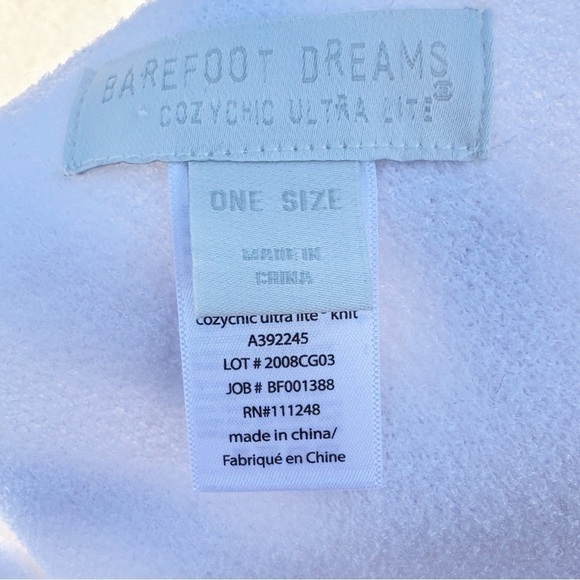 BAREFOOT DREAMS
COZYCHIC ULTRA LITE®
ONE SIZE
MADE IN
CHINA
cozychic ultra lite® knit
A392245
LOT # 2008CG03
JOB # BF001388
RN#111248
made in china/
Fabriqué en Chine